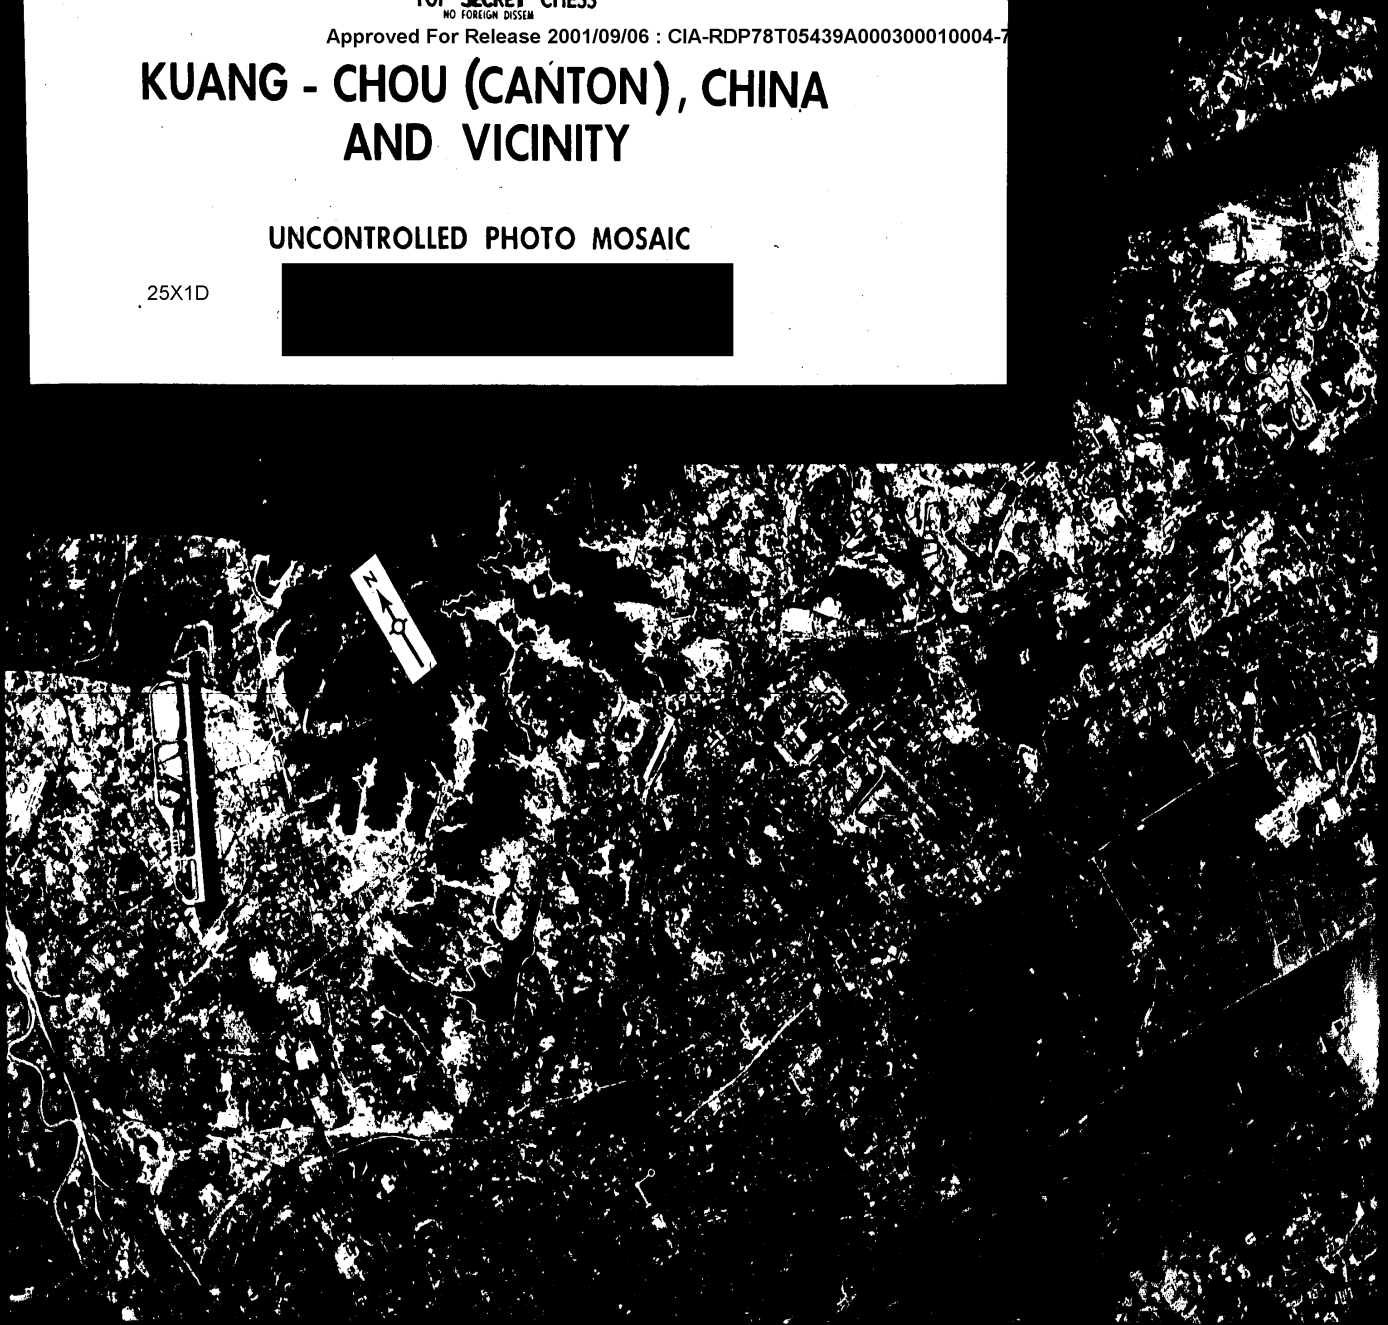 TOP SECRET CHESS
NO FOREIGN DISSEM
Approved For Release 2001/09/06 : CIA-RDP78T05439A000300010004-7
KUANG - CHOU (CANTON), CHINA
AND VICINITY
UNCONTROLLED PHOTO MOSAIC
25X1D
N